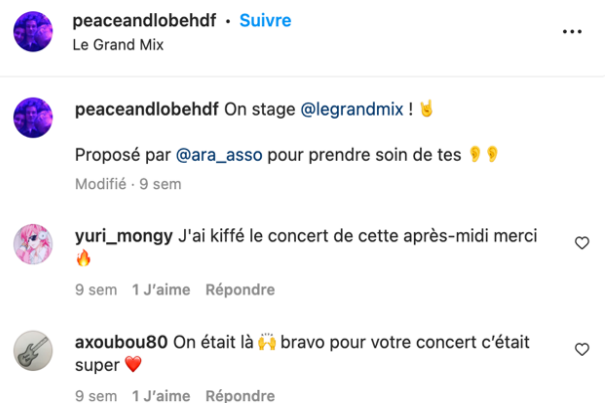 peaceandlobehdf • Suivre
Le Grand Mix
peaceandlobehdf On stage @legrandmix ! 🤘
Proposé par @ara_asso pour prendre soin de tes 👂👂
Modifié · 9 sem
yuri_mongy J'ai kiffé le concert de cette après-midi merci
🔥
9 sem 1 J’aime Répondre
axoubou80 On était là 🙌 bravo pour votre concert c’était
super ❤️
9 sem 1 J’aime Répondre